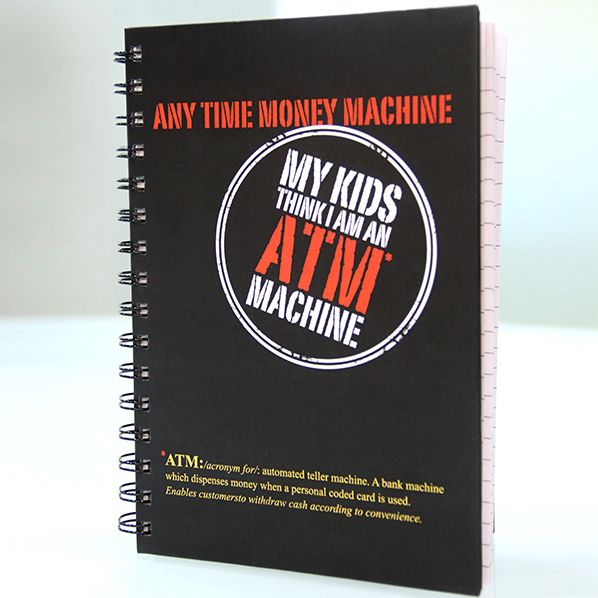 ANY TIME MONEY MACHINE
MY KIDS
THINK I AM AN
ATM*
MACHINE
*ATM:/acronym for/: automated teller machine. A bank machine
which dispenses money when a personal coded card is used.
Enables customersto withdraw cash according to convenience.